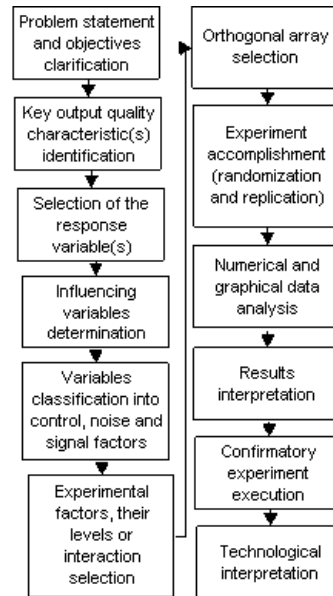 Problem statement
and objectives
clarification
Key output quality
characteristic(s)
identification
Selection of the
response
variable(s)
Influencing
variables
determination
Variables
classification into
control, noise and
signal factors
Experimental
factors, their
levels or
interaction
selection
Orthogonal array
selection
Experiment
accomplishment
(randomization
and replication)
Numerical and
graphical data
analysis
Results
interpretation
Confirmatory
experiment
execution
Technological
interpretation